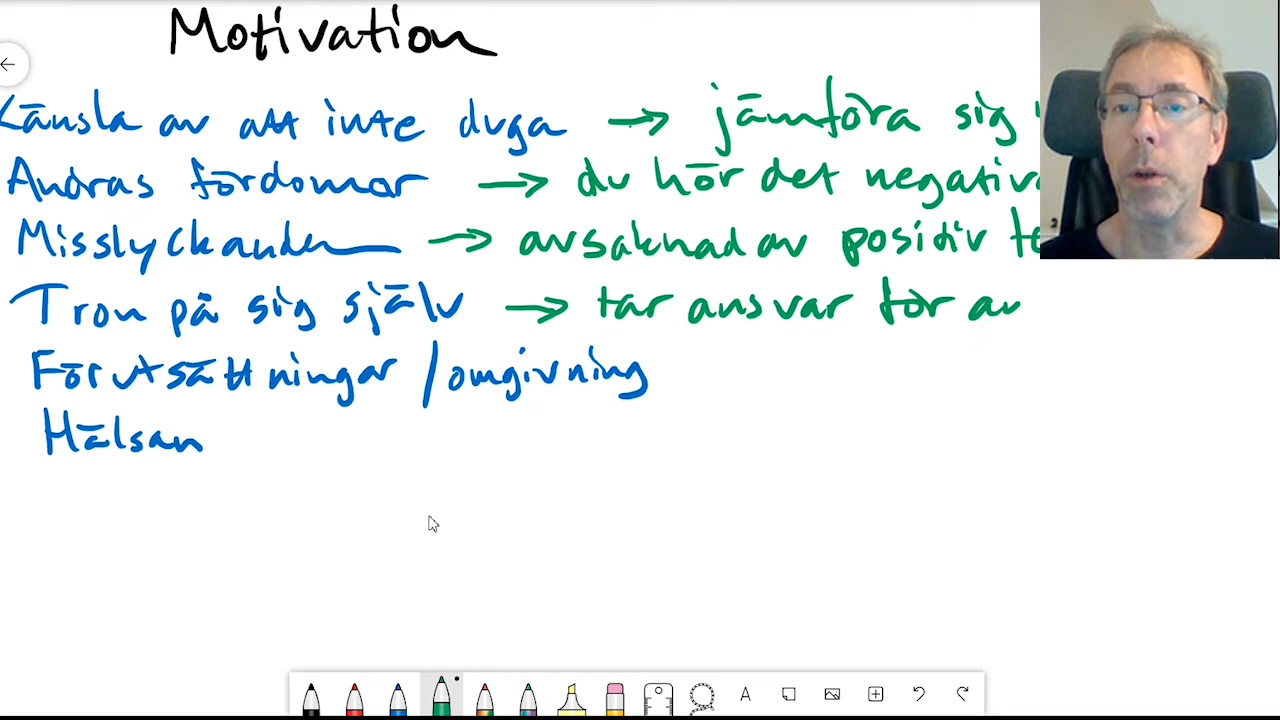 Motivation
Känsla av att inte duga → jämföra sig
Andras fördomar → du hör det negativa
Misslyckanden → avsaknad av positiv
Tron på sig själv → tar ansvar för
Förutsättningar / omgivning
Hälsan
A